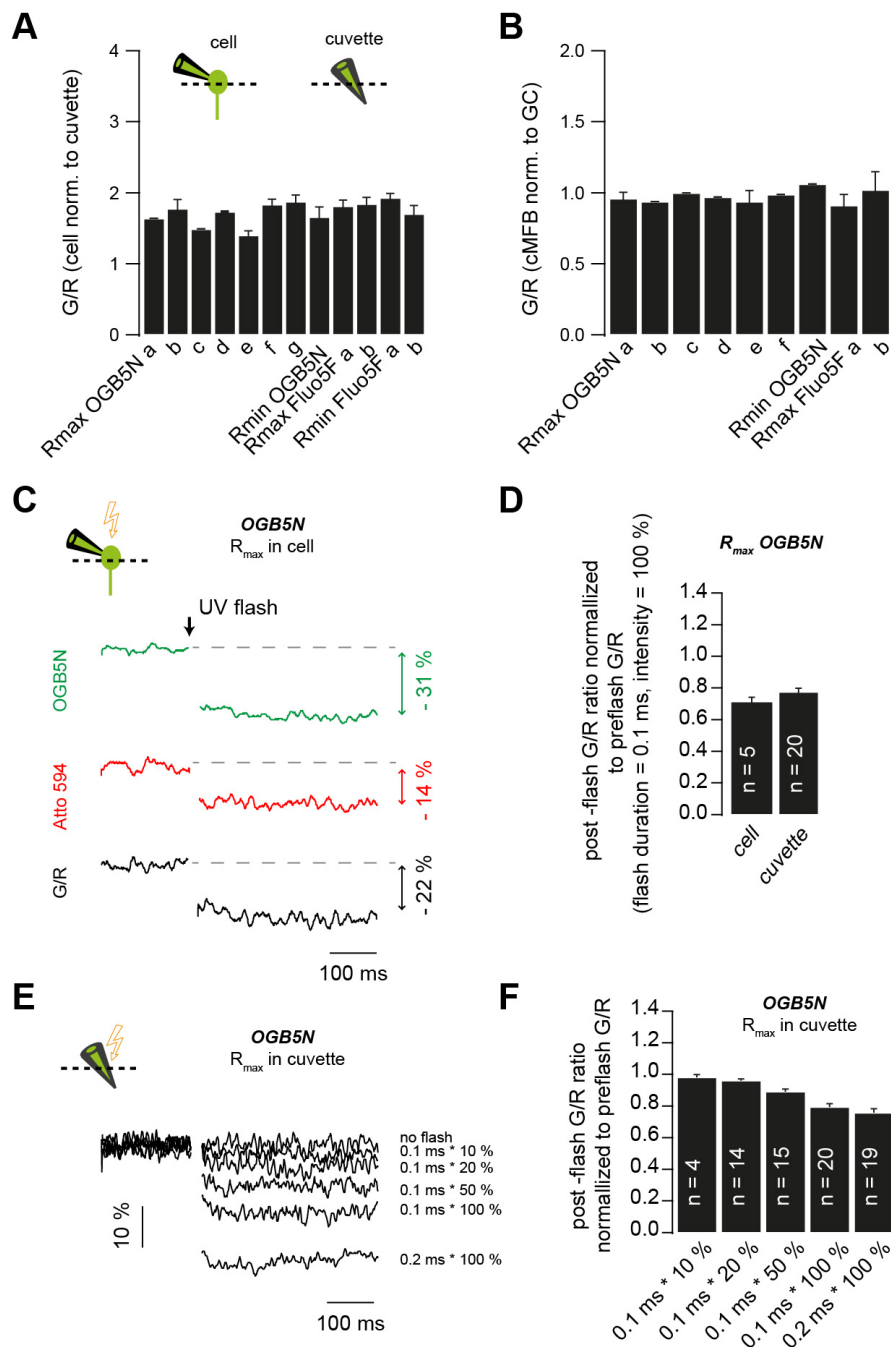 A
cell
cuvette
G/R (cell norm. to cuvette)
4
3
2
1
0
Rmax OGB5N a
b
c
d
e
f
g
Rmin OGB5N
Rmax Fluo5F a
b
Rmin Fluo5F a
b
B
G/R (cMFB norm. to GC)
2.0
1.5
1.0
0.5
0.0
Rmax OGB5N a
b
c
d
e
f
Rmin OGB5N
Rmax Fluo5F a
b
C
OGB5N
Rmax in cell
UV flash
OGB5N
- 31 %
Atto 594
- 14 %
G/R
- 22 %
100 ms
D
Rmax OGB5N
post -flash G/R ratio normallized
to preflash G/R
(flash duration = 0.1 ms, intensity = 100 %)
1.4
1.2
1.0
0.8
0.6
0.4
0.2
0.0
n = 5
n = 20
cell
cuvette
E
OGB5N
Rmax in cuvette
no flash
0.1 ms * 10 %
0.1 ms * 20 %
0.1 ms * 50 %
0.1 ms * 100 %
0.2 ms * 100 %
10 %
100 ms
F
OGB5N
Rmax in cuvette
post -flash G/R ratio
normallized to preflash G/R
1.4
1.2
1.0
0.8
0.6
0.4
0.2
0.0
n = 4
n = 14
n = 15
n = 20
n = 19
0.1 ms* 10 %
0.1 ms * 20 %
0.1 ms * 50 %
0.1 ms * 100 %
0.2 ms * 100 %